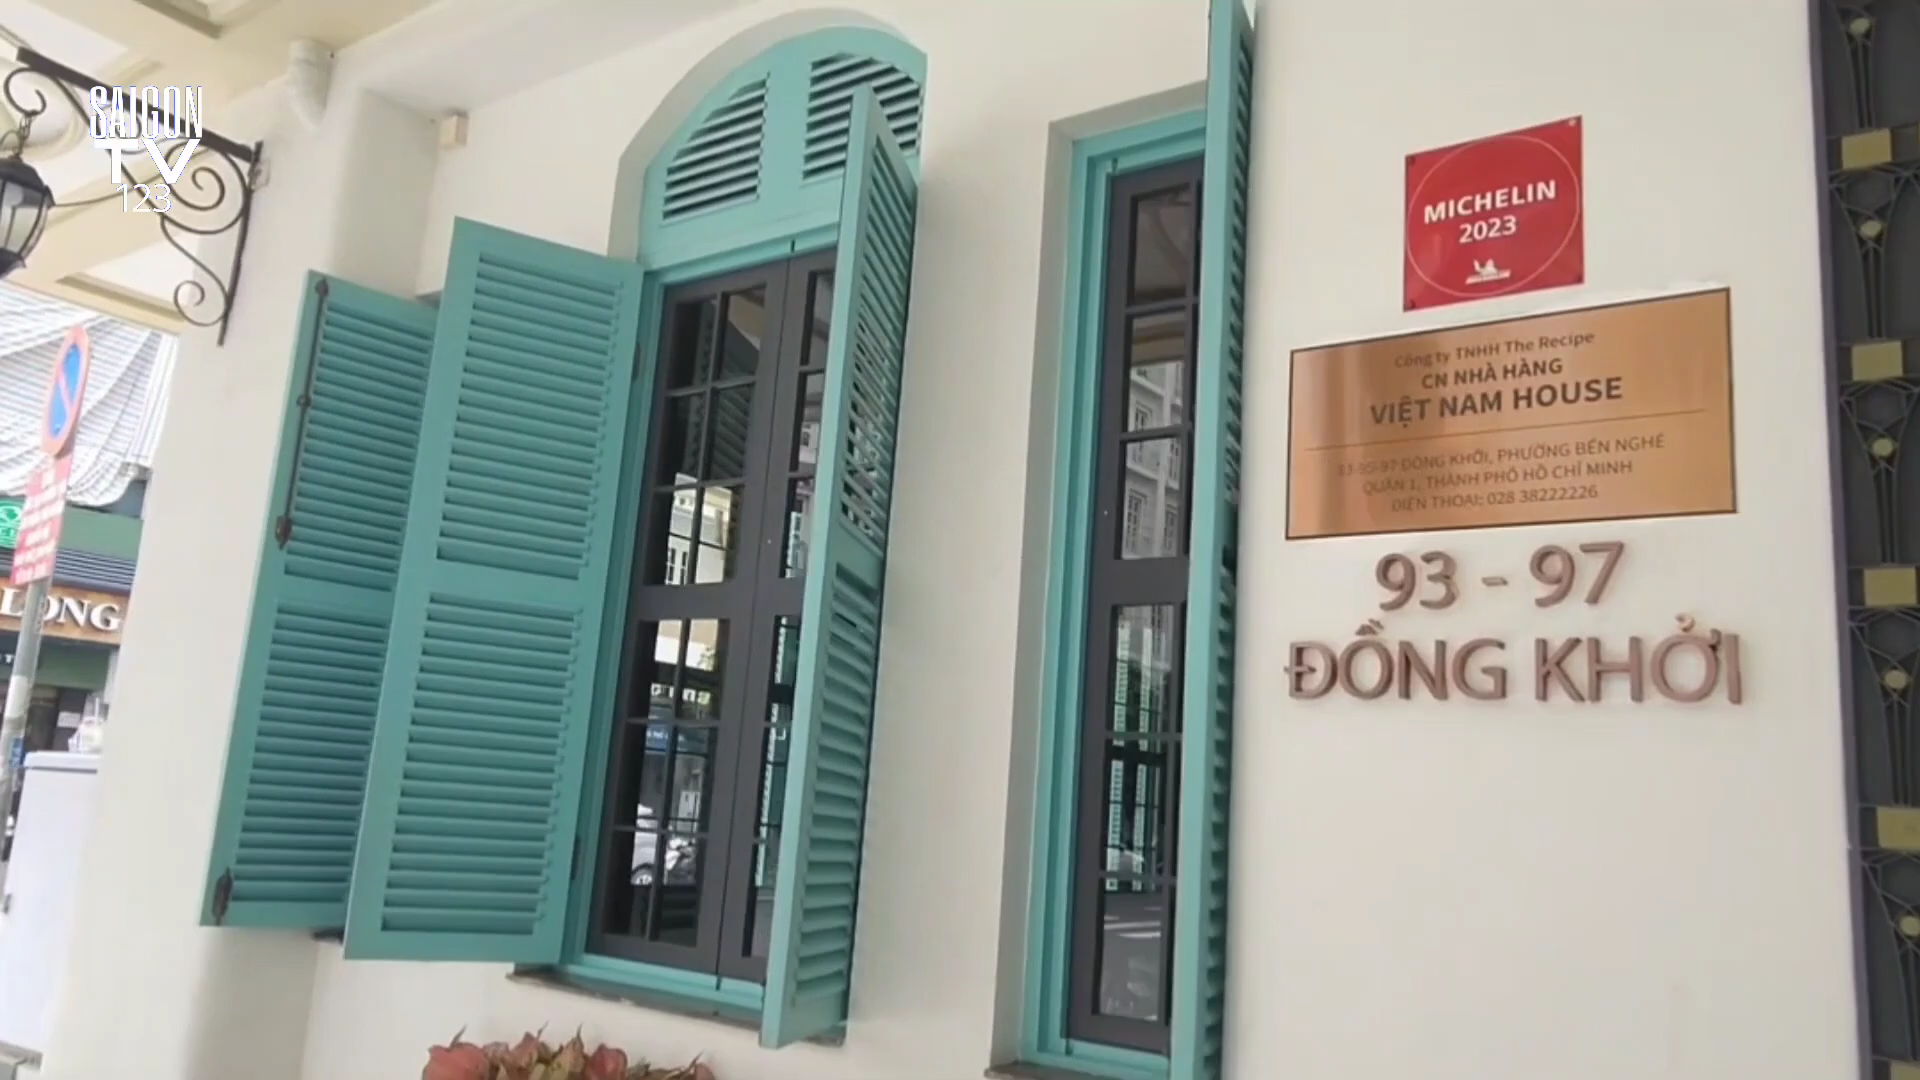 SAIGON
TV
123
MICHELIN
2023
Công ty TNHH The Recipe
CN NHÀ HÀNG
VIỆT NAM HOUSE
93-95-97 ĐỒNG KHỞI, PHƯỜNG BẾN NGHÉ
QUẬN 1, THÀNH PHỐ HỒ CHÍ MINH
ĐIỆN THOẠI: 028 38222226
93 - 97
ĐỒNG KHỞI
LONG